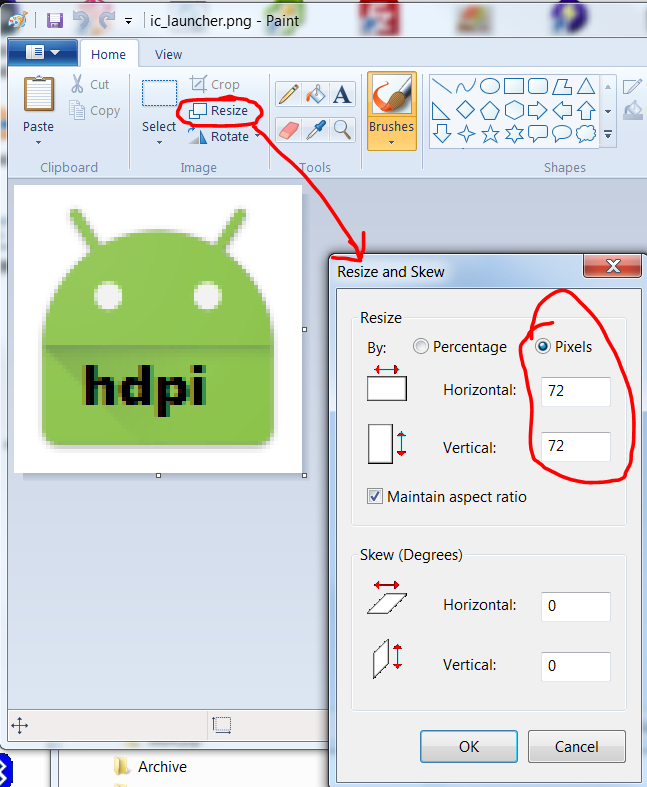 ic_launcher.png - Paint
Home View
Paste
Cut
Copy
Clipboard
Select
Crop
Resize
Rotate
Image
Tools
Brushes
Shapes
hdpi
Resize and Skew
Resize
By: Percentage Pixels
Horizontal: 72
Vertical: 72
Maintain aspect ratio
Skew (Degrees)
Horizontal: 0
Vertical: 0
OK Cancel
Archive